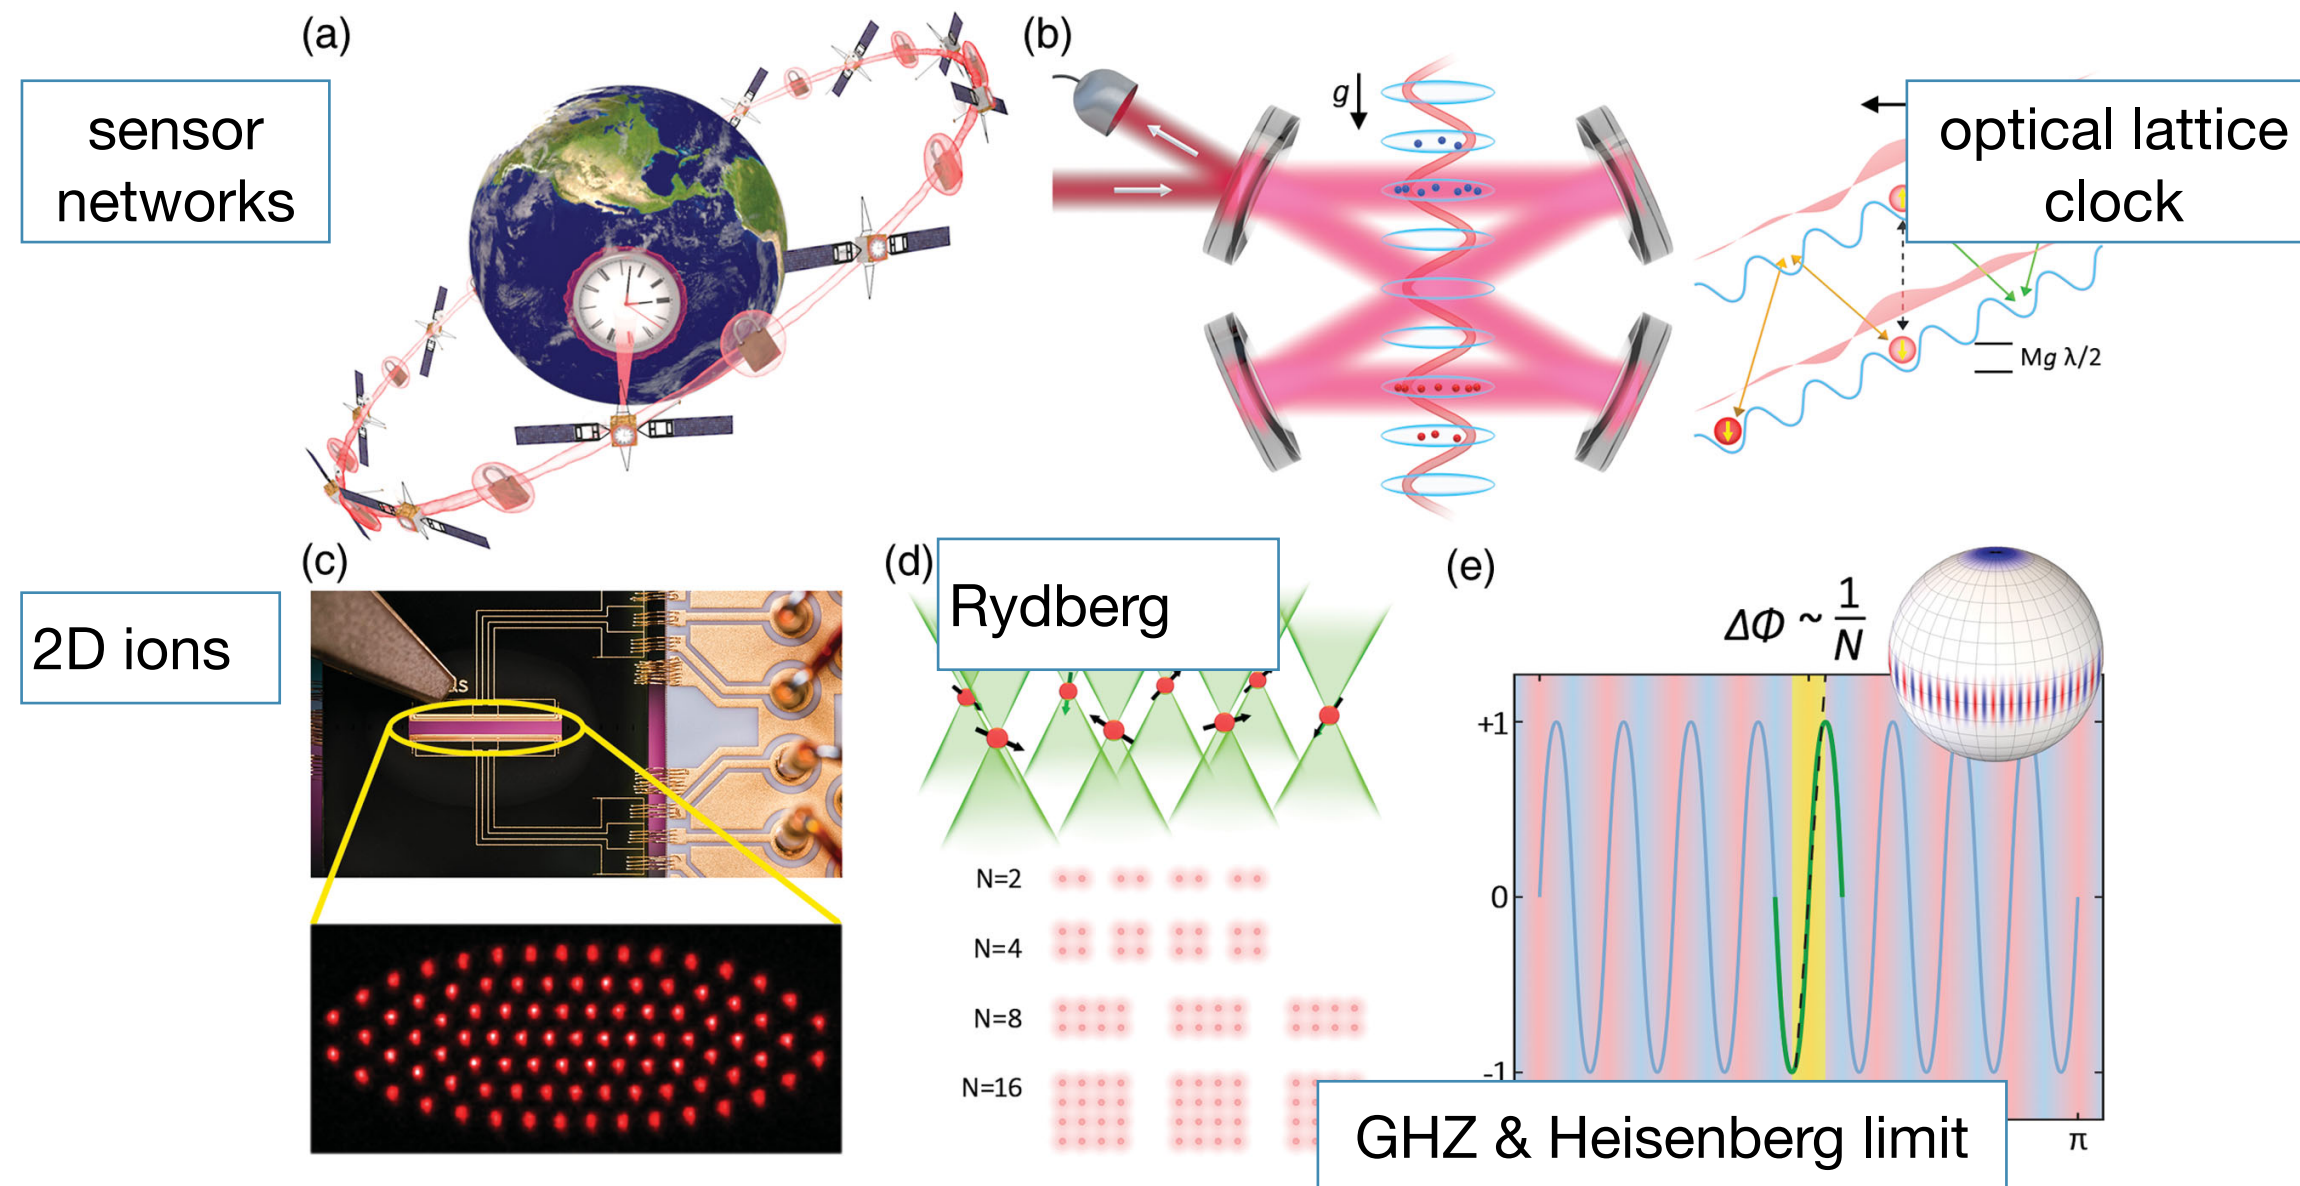 (a)
sensor
networks
(b)
g
optical lattice
clock
Mg λ/2
(c)
2D ions
(d)
Rydberg
N=2
N=4
N=8
N=16
(e)
ΔΦ ~ 1/N
+1
0
-1
π
GHZ & Heisenberg limit